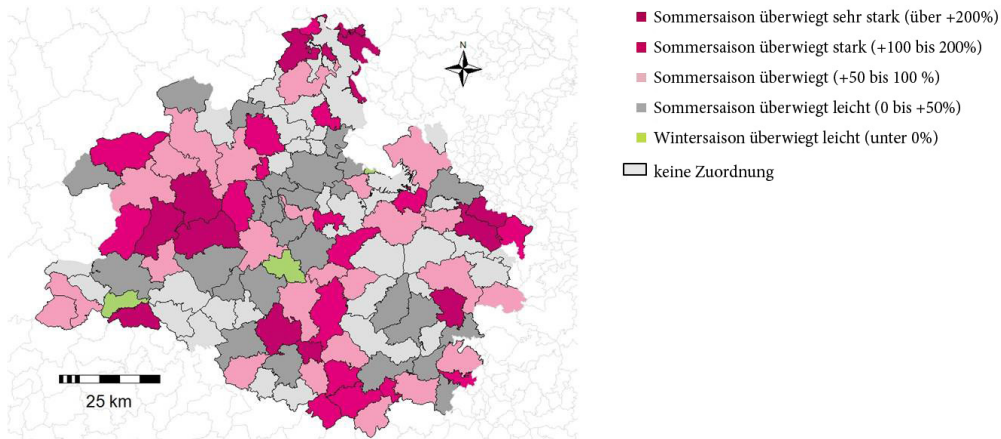 N
25 km
Sommersaison überwiegt sehr stark (über +200%)
Sommersaison überwiegt stark (+100 bis 200%)
Sommersaison überwiegt (+50 bis 100 %)
Sommersaison überwiegt leicht (0 bis +50%)
Wintersaison überwiegt leicht (unter 0%)
keine Zuordnung